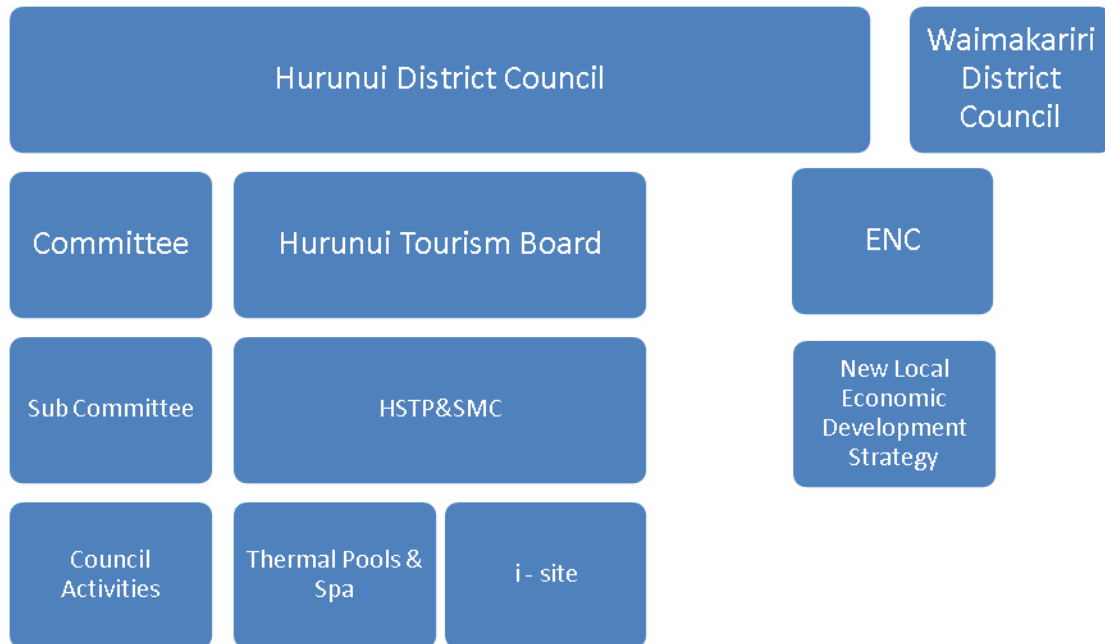 Hurunui District Council
Waimakariri
District
Council
Committee
Hurunui Tourism Board
ENC
Sub Committee
HSTP&SMC
New Local
Economic
Development
Strategy
Council
Activities
Thermal Pools &
Spa
i - site